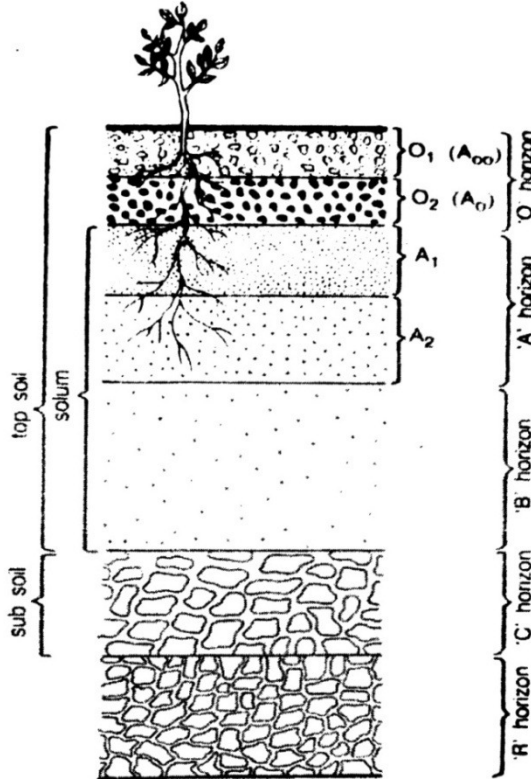 O₁ (A₀₀)
O₂ (A₀)
A₁
A₂
'O' horizon
'A' horizon
'B' horizon
'C' horizon
'R' horizon
top soil
solum
sub soil